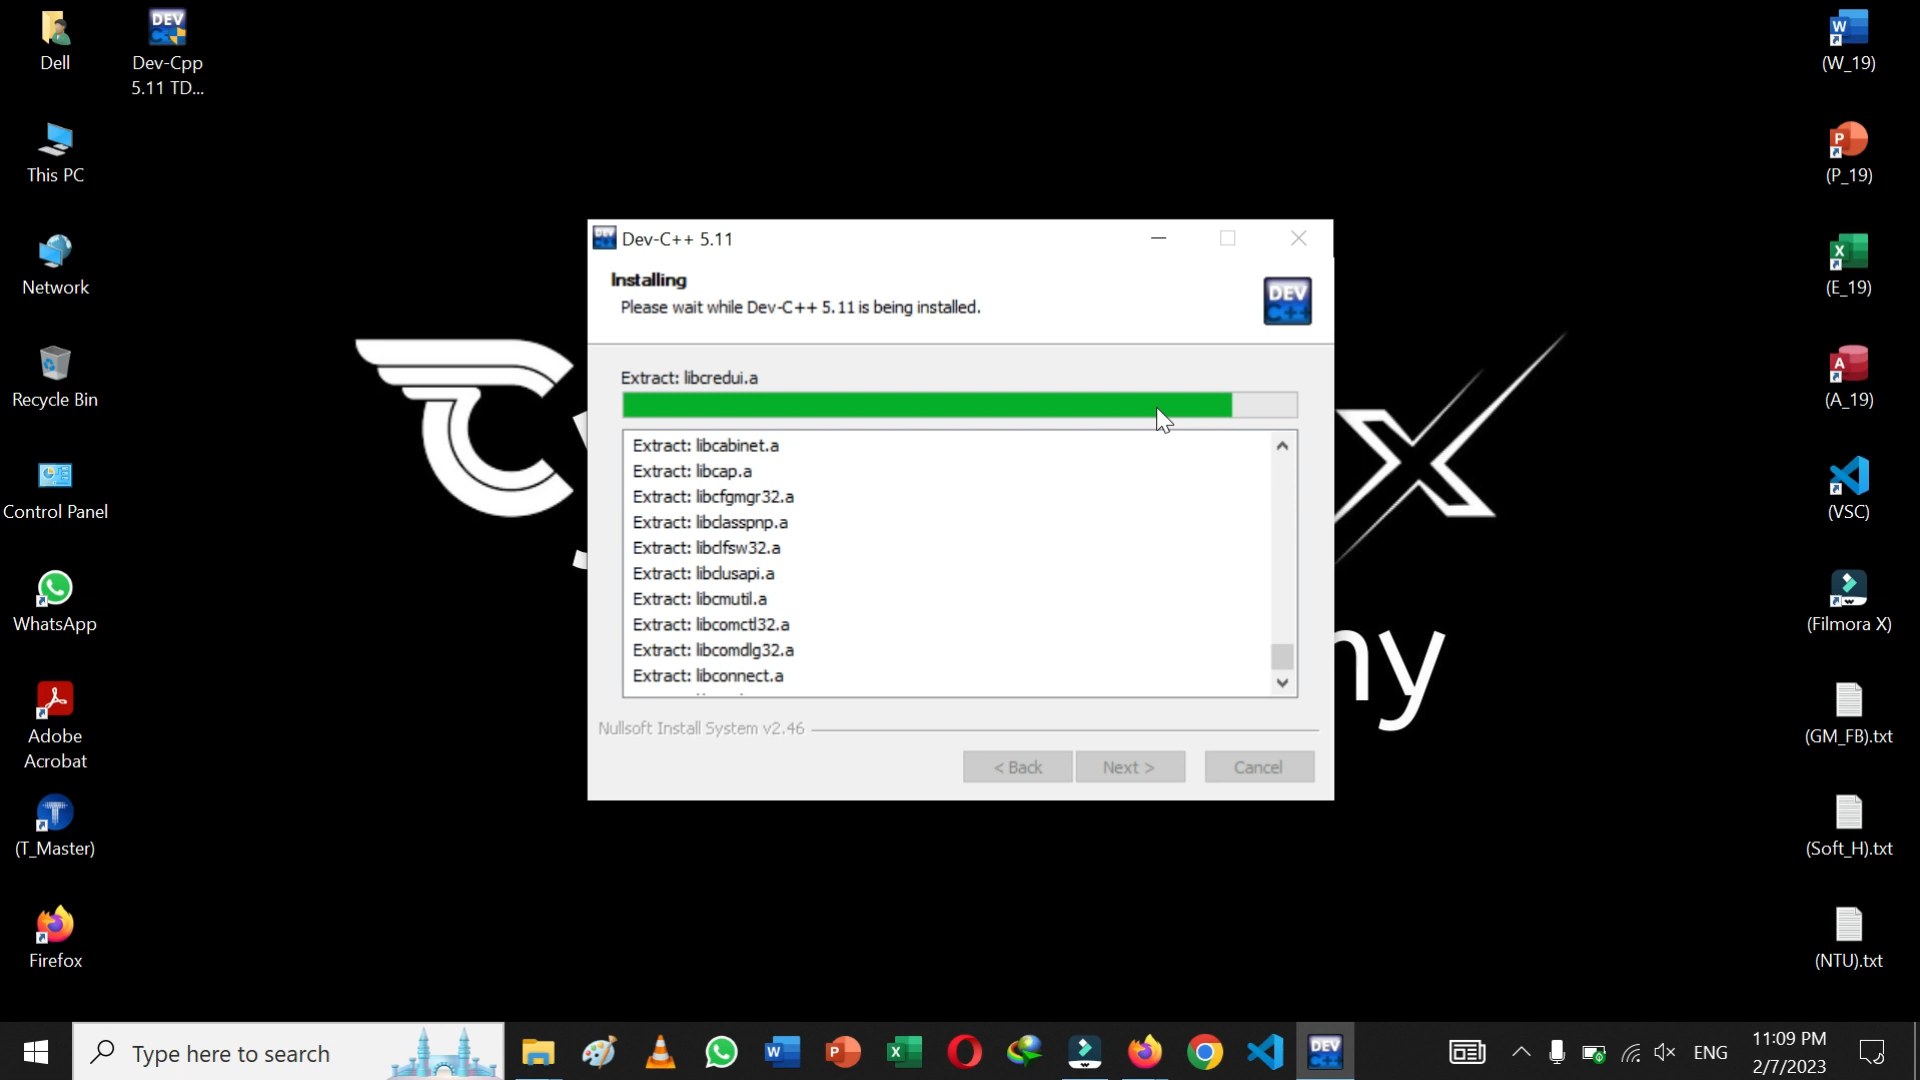 Dell
DEV
Dev-Cpp
5.11 TD...
This PC
Network
Recycle Bin
Control Panel
WhatsApp
Adobe
Acrobat
(T_Master)
Firefox
Dev-C++ 5.11
Installing
Please wait while Dev-C++ 5.11 is being installed.
DEV
C++
Extract: libcredui.a
Extract: libcabinet.a
Extract: libcap.a
Extract: libcfgmgr32.a
Extract: libclasspnp.a
Extract: libclfsw32.a
Extract: libclusapi.a
Extract: libcmutil.a
Extract: libcomctl32.a
Extract: libcomdlg32.a
Extract: libconnect.a
Nullsoft Install System v2.46
< Back
Next >
Cancel
(W_19)
(P_19)
(E_19)
(A_19)
(VSC)
(Filmora X)
(GM_FB).txt
(Soft_H).txt
(NTU).txt
Type here to search
DEV
ENG
11:09 PM
2/7/2023